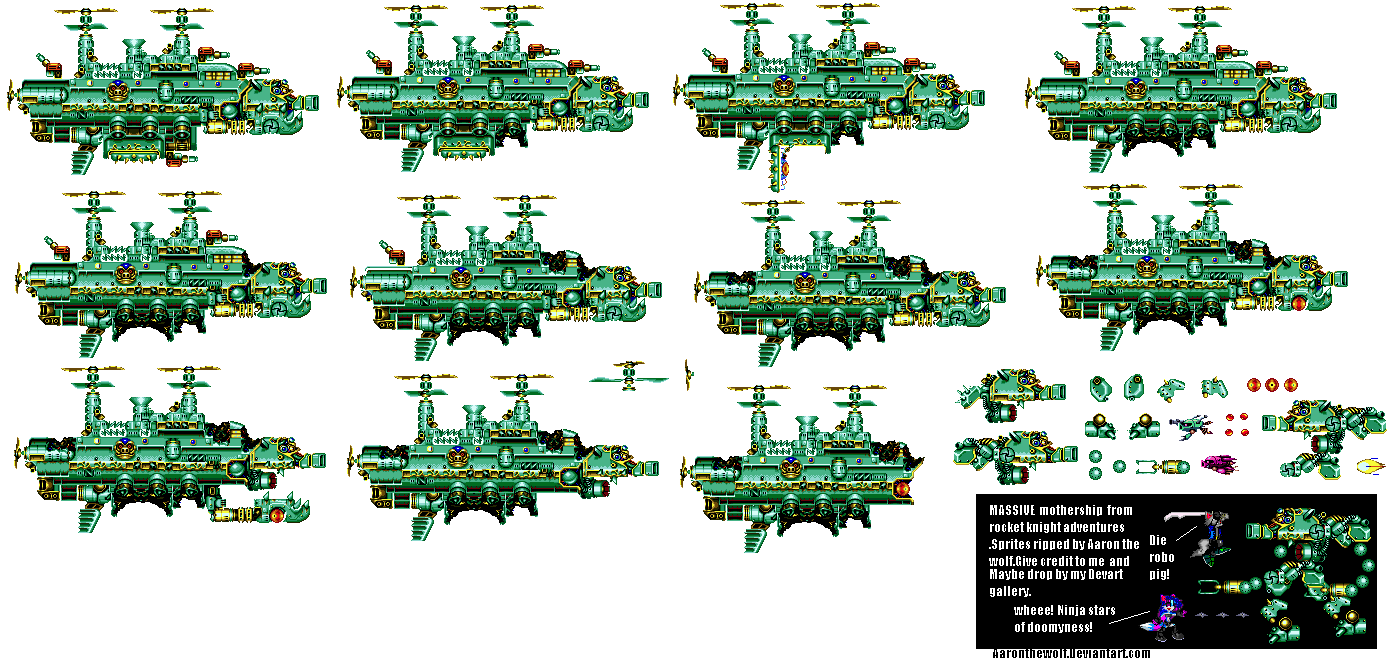 MASSIVE mothership from
rocket knight adventures
.Sprites ripped by Aaron the
wolf.Give credit to me and
Maybe drop by my Devart
gallery.
Die
robo
pig!
wheee! Ninja stars
of doomyness!
Aaronthewolf.Deviantart.com